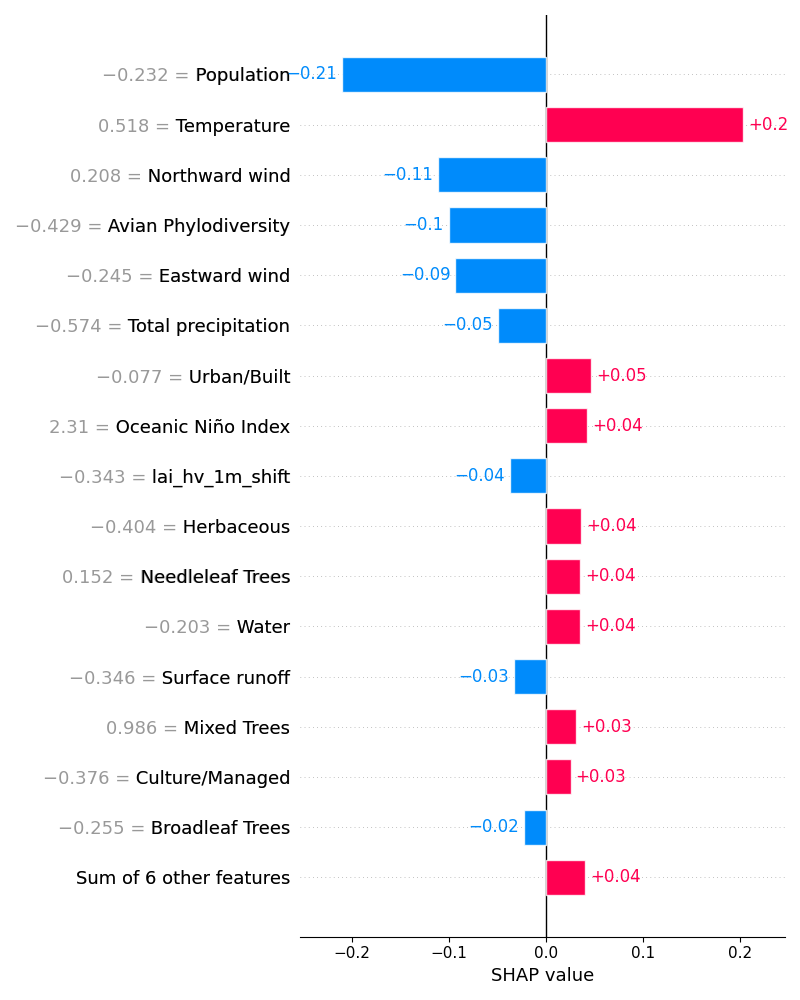 −0.232 = Population −0.21
0.518 = Temperature +0.2
0.208 = Northward wind −0.11
−0.429 = Avian Phylodiversity −0.1
−0.245 = Eastward wind −0.09
−0.574 = Total precipitation −0.05
−0.077 = Urban/Built +0.05
2.31 = Oceanic Niño Index +0.04
−0.343 = lai_hv_1m_shift −0.04
−0.404 = Herbaceous +0.04
0.152 = Needleleaf Trees +0.04
−0.203 = Water +0.04
−0.346 = Surface runoff −0.03
0.986 = Mixed Trees +0.03
−0.376 = Culture/Managed +0.03
−0.255 = Broadleaf Trees −0.02
Sum of 6 other features +0.04
−0.2 −0.1 0.0 0.1 0.2
SHAP value